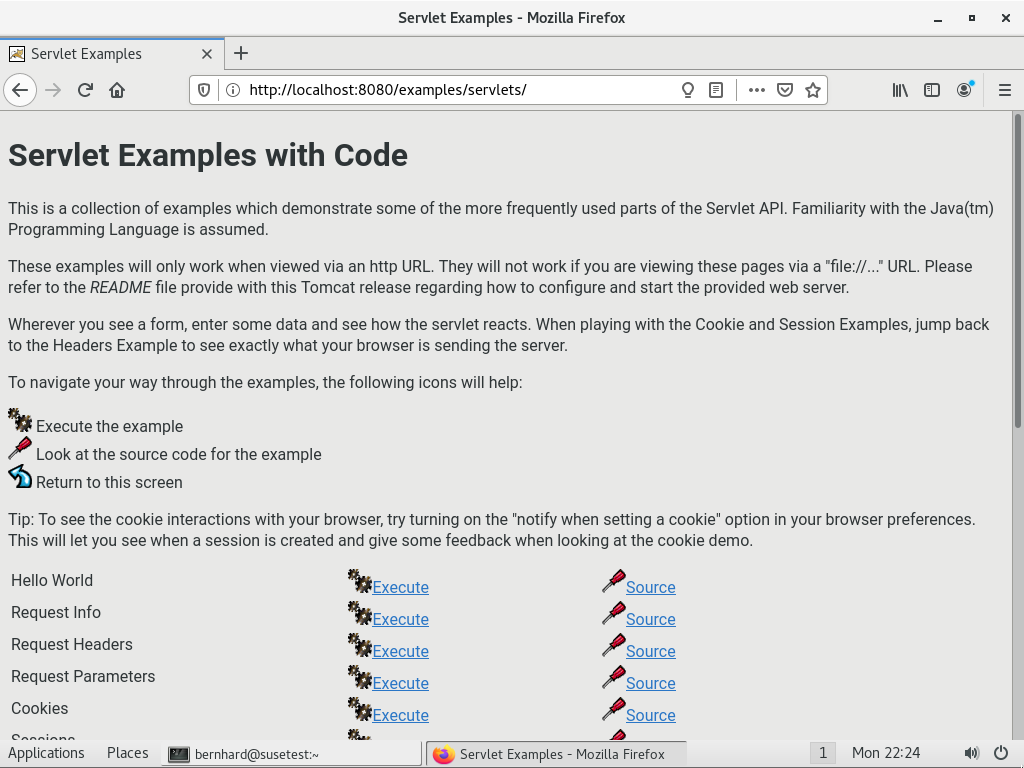 Servlet Examples - Mozilla Firefox
Servlet Examples
http://localhost:8080/examples/servlets/
Servlet Examples with Code
This is a collection of examples which demonstrate some of the more frequently used parts of the Servlet API. Familiarity with the Java(tm)
Programming Language is assumed.
These examples will only work when viewed via an http URL. They will not work if you are viewing these pages via a "file://..." URL. Please
refer to the README file provide with this Tomcat release regarding how to configure and start the provided web server.
Wherever you see a form, enter some data and see how the servlet reacts. When playing with the Cookie and Session Examples, jump back
to the Headers Example to see exactly what your browser is sending the server.
To navigate your way through the examples, the following icons will help:
Execute the example
Look at the source code for the example
Return to this screen
Tip: To see the cookie interactions with your browser, try turning on the "notify when setting a cookie" option in your browser preferences.
This will let you see when a session is created and give some feedback when looking at the cookie demo.
Hello World Execute Source
Request Info Execute Source
Request Headers Execute Source
Request Parameters Execute Source
Cookies Execute Source
Sessions
Applications Places bernhard@susetest:~ Servlet Examples - Mozilla Firefox 1 Mon 22:24